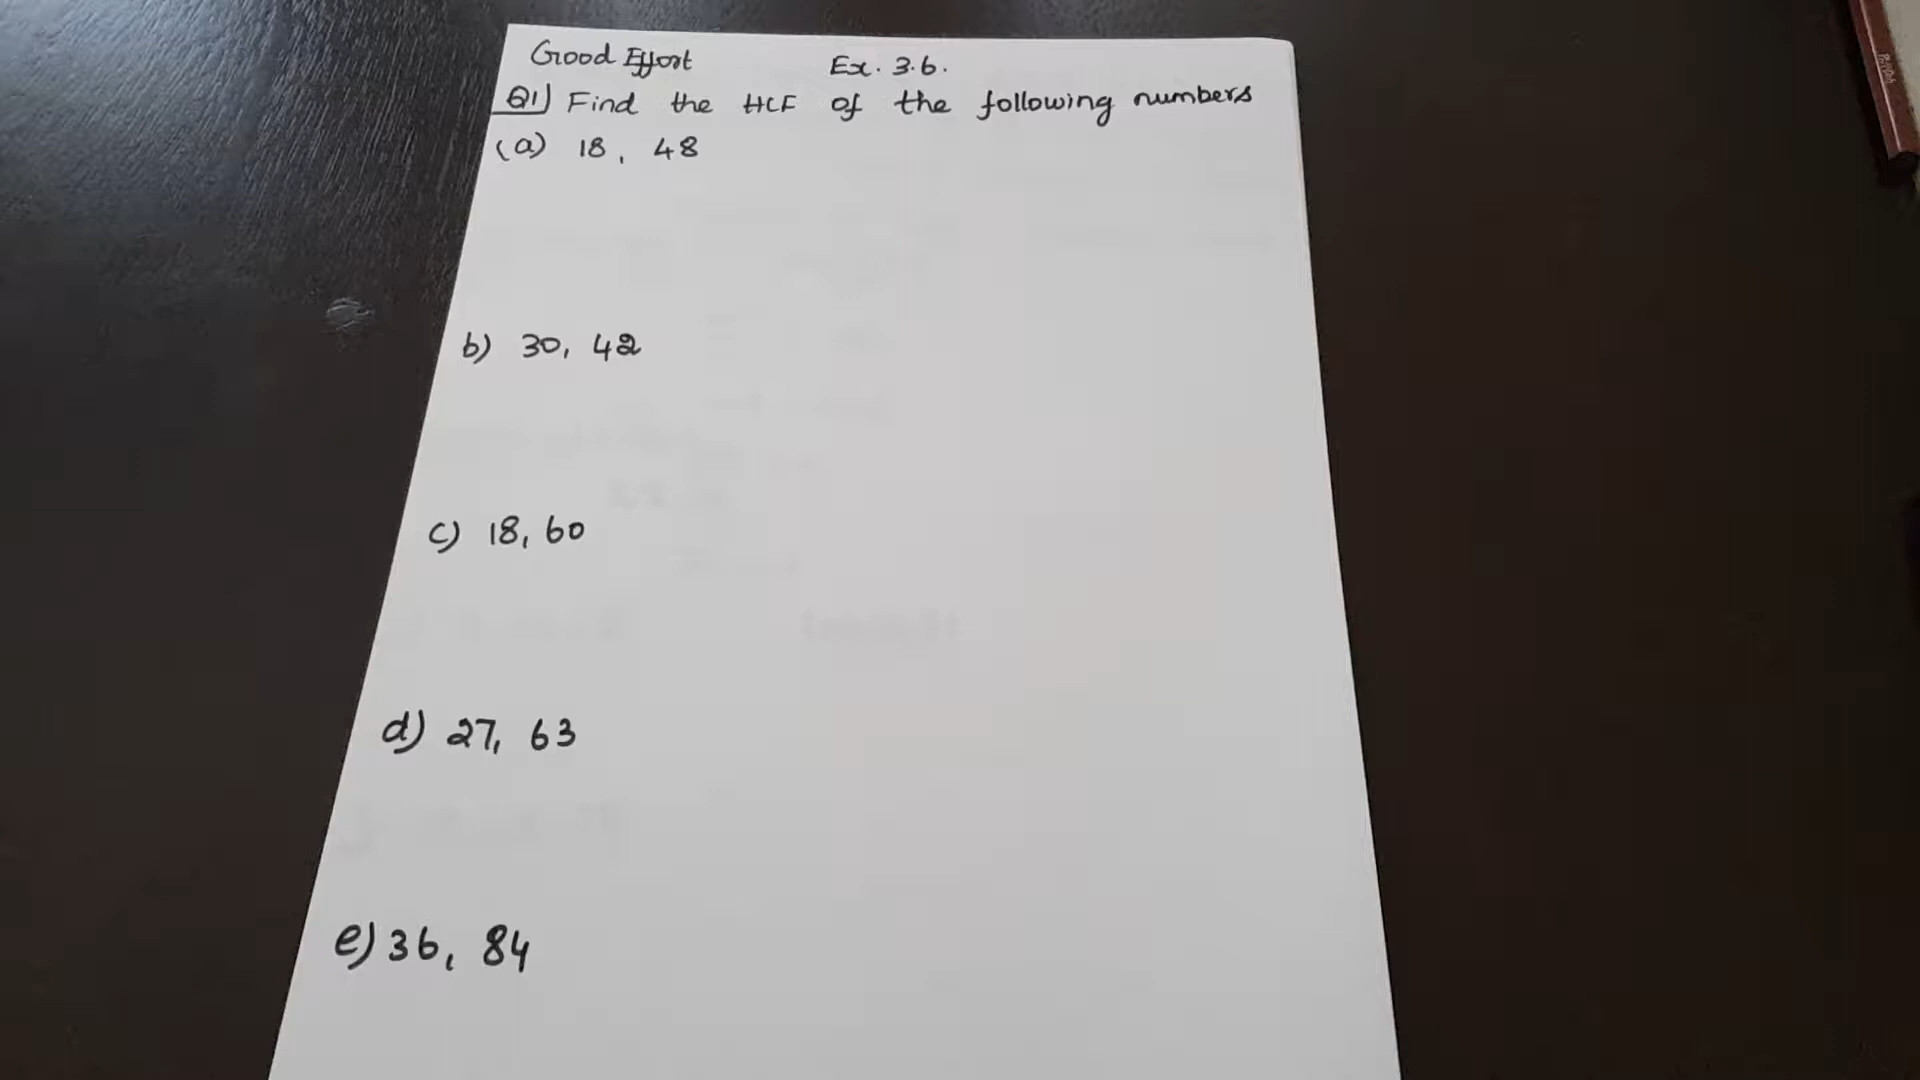 Good Effort Ex. 3.6.
Q1) Find the HCF of the following numbers
(a) 18, 48
b) 30, 42
c) 18, 60
d) 27, 63
e) 36, 84